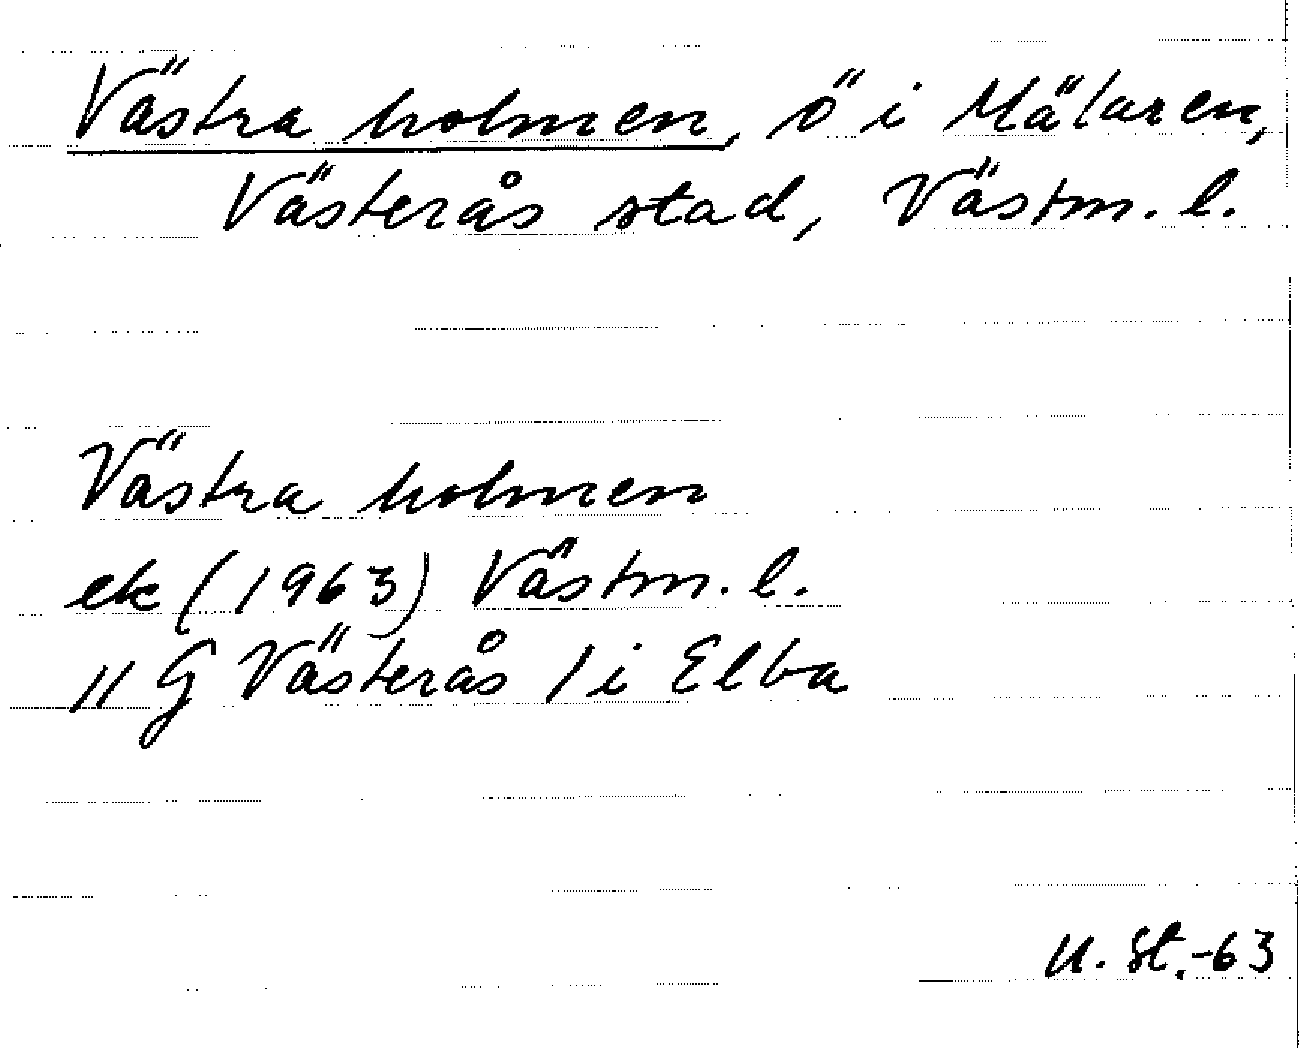 Västra holmen, ö i Mälaren,
Västerås stad, Västm. l.
Västra holmen
ek (1963) Västm. l.
11 G Västerås 1 i Elba
U. St.-63